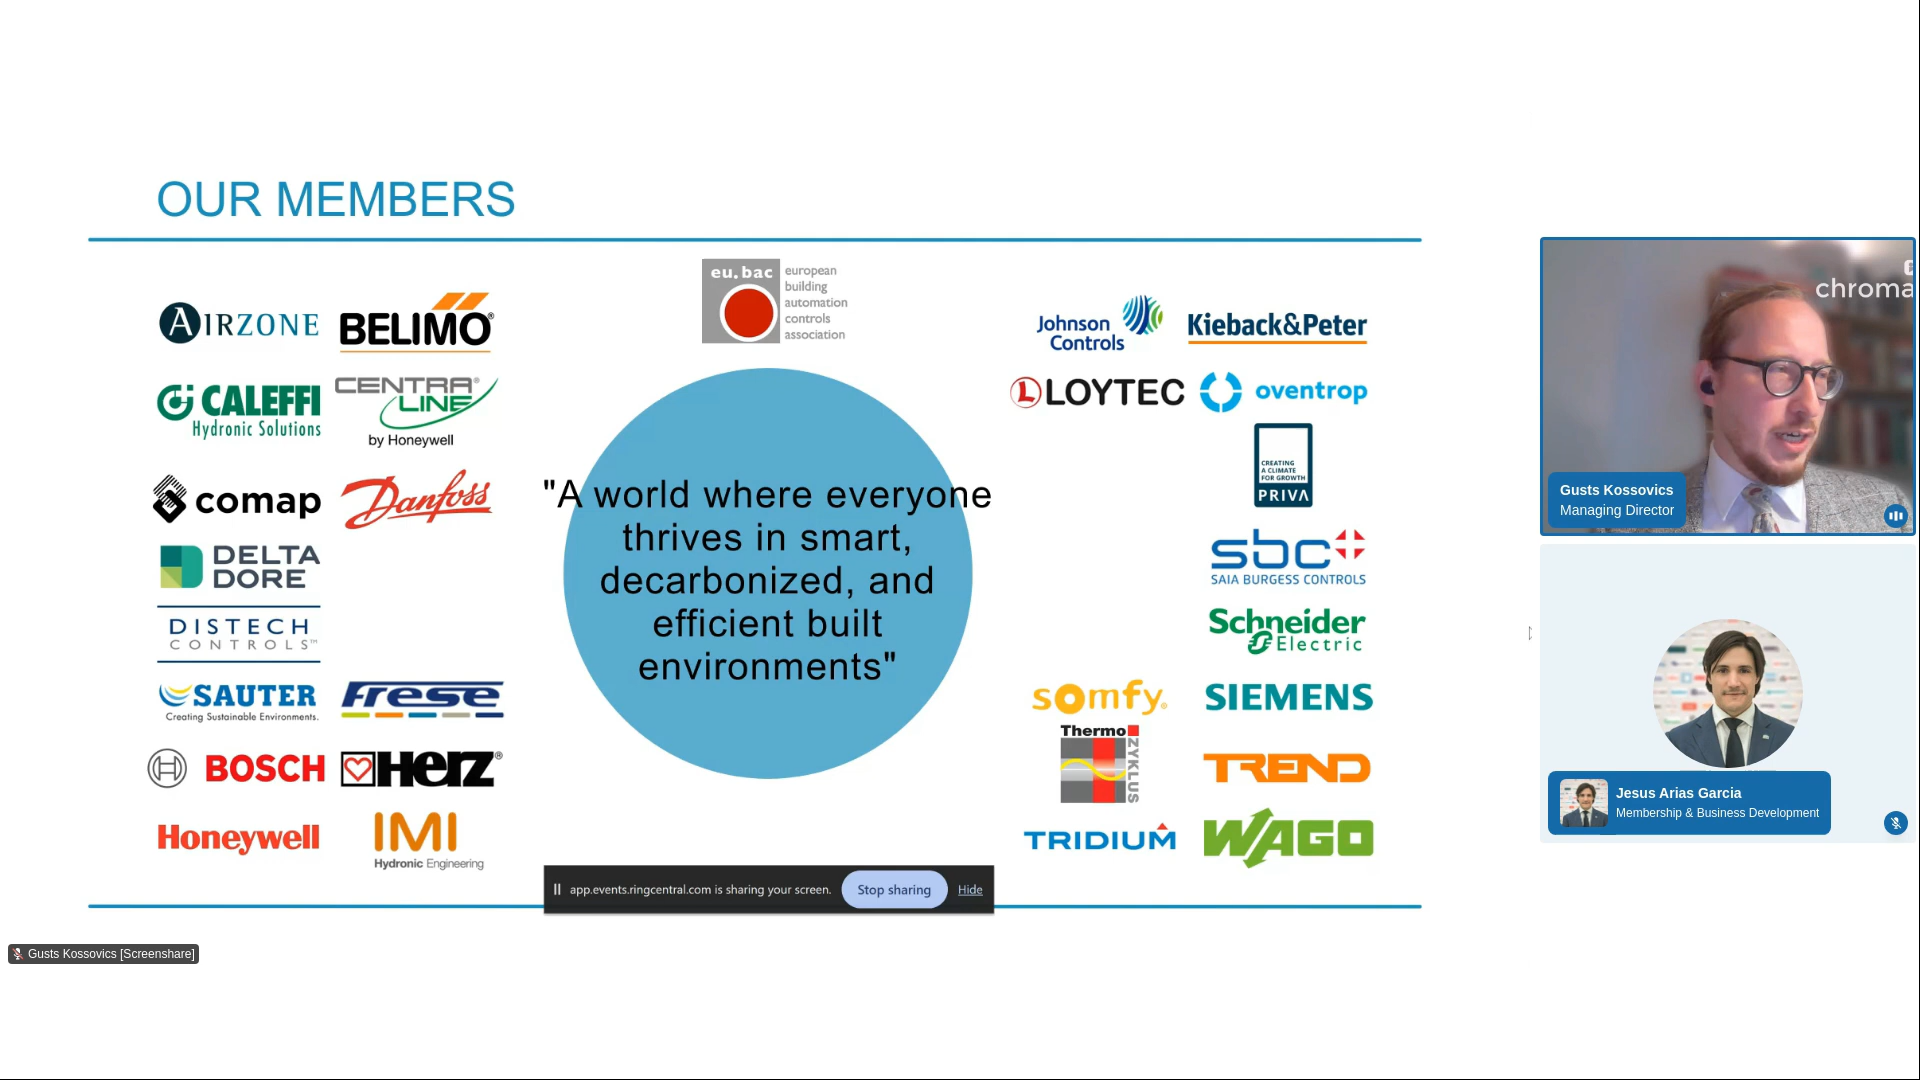 OUR MEMBERS
eu.bac
european
building
automation
controls
association
AIRZONE
BELIMO®
CALEFFI
Hydronic Solutions
CENTRA®
LINE
by Honeywell
comap
Danfoss
DELTA
DORE
DISTECH
CONTROLS™
SAUTER
Creating Sustainable Environments.
Frese
BOSCH
HERZ®
Honeywell
IMI
Hydronic Engineering
"A world where everyone
thrives in smart,
decarbonized, and
efficient built
environments"
Johnson
Controls
Kieback&Peter
LOYTEC
oventrop
CREATING
A CLIMATE
FOR GROWTH
PRIVA
sbc
SAIA BURGESS CONTROLS
Schneider
Electric
somfy®
SIEMENS
Thermo
ZYKLUS
TREND
TRIDIUM
WAGO
app.events.ringcentral.com is sharing your screen.
Stop sharing
Hide
Gusts Kossovics [Screenshare]
chroma
Gusts Kossovics
Managing Director
Jesus Arias Garcia
Membership & Business Development